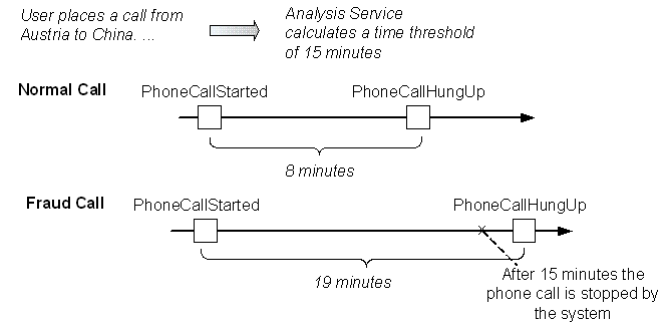 User places a call from
Austria to China. ...
Analysis Service
calculates a time threshold
of 15 minutes
Normal Call
PhoneCallStarted
PhoneCallHungUp
8 minutes
Fraud Call
PhoneCallStarted
PhoneCallHungUp
19 minutes
After 15 minutes the
phone call is stopped by
the system